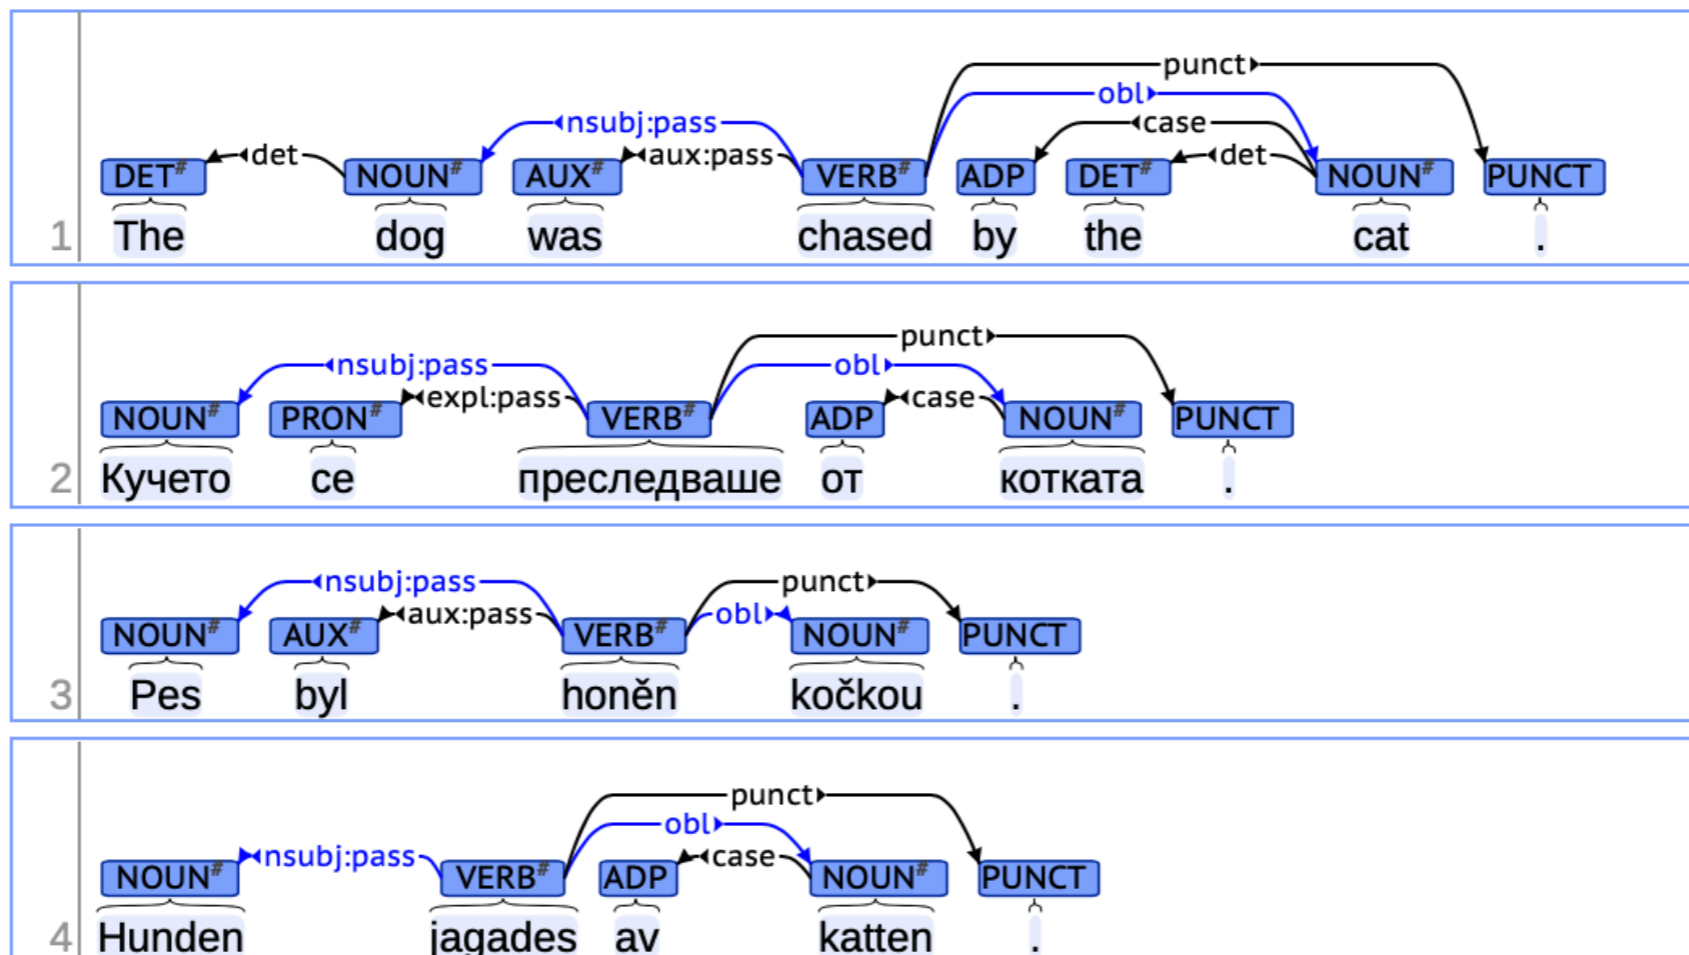 punct
obl
nsubj:pass case
det aux:pass det
DET# NOUN# AUX# VERB# ADP DET# NOUN# PUNCT
1 The dog was chased by the cat .
punct
nsubj:pass obl
expl:pass case
NOUN# PRON# VERB# ADP NOUN# PUNCT
2 Кучето се преследваше от котката .
nsubj:pass punct
aux:pass obl
NOUN# AUX# VERB# NOUN# PUNCT
3 Pes byl honěn kočkou .
punct
obl
nsubj:pass case
NOUN# VERB# ADP NOUN# PUNCT
4 Hunden jagades av katten .